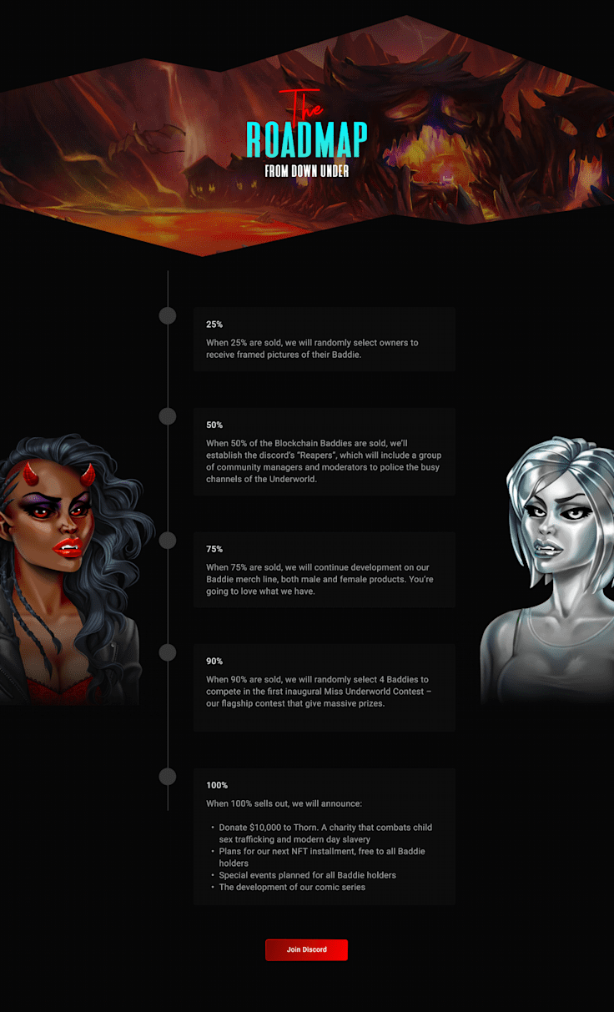 The
ROADMAP
FROM DOWN UNDER
25%
When 25% are sold, we will randomly select owners to
receive framed pictures of their Baddie.
50%
When 50% of the Blockchain Baddies are sold, we'll
establish the discord's "Reapers", which will include a group
of community managers and moderators to police the busy
channels of the Underworld.
75%
When 75% are sold, we will continue development on our
Baddie merch line, both male and female products. You're
going to love what we have.
90%
When 90% are sold, we will randomly select 4 Baddies to
compete in the first inaugural Miss Underworld Contest –
our flagship contest that give massive prizes.
100%
When 100% sells out, we will announce:
• Donate $10,000 to Thorn. A charity that combats child
sex trafficking and modern day slavery
• Plans for our next NFT installment, free to all Baddie
holders
• Special events planned for all Baddie holders
• The development of our comic series
Join Discord